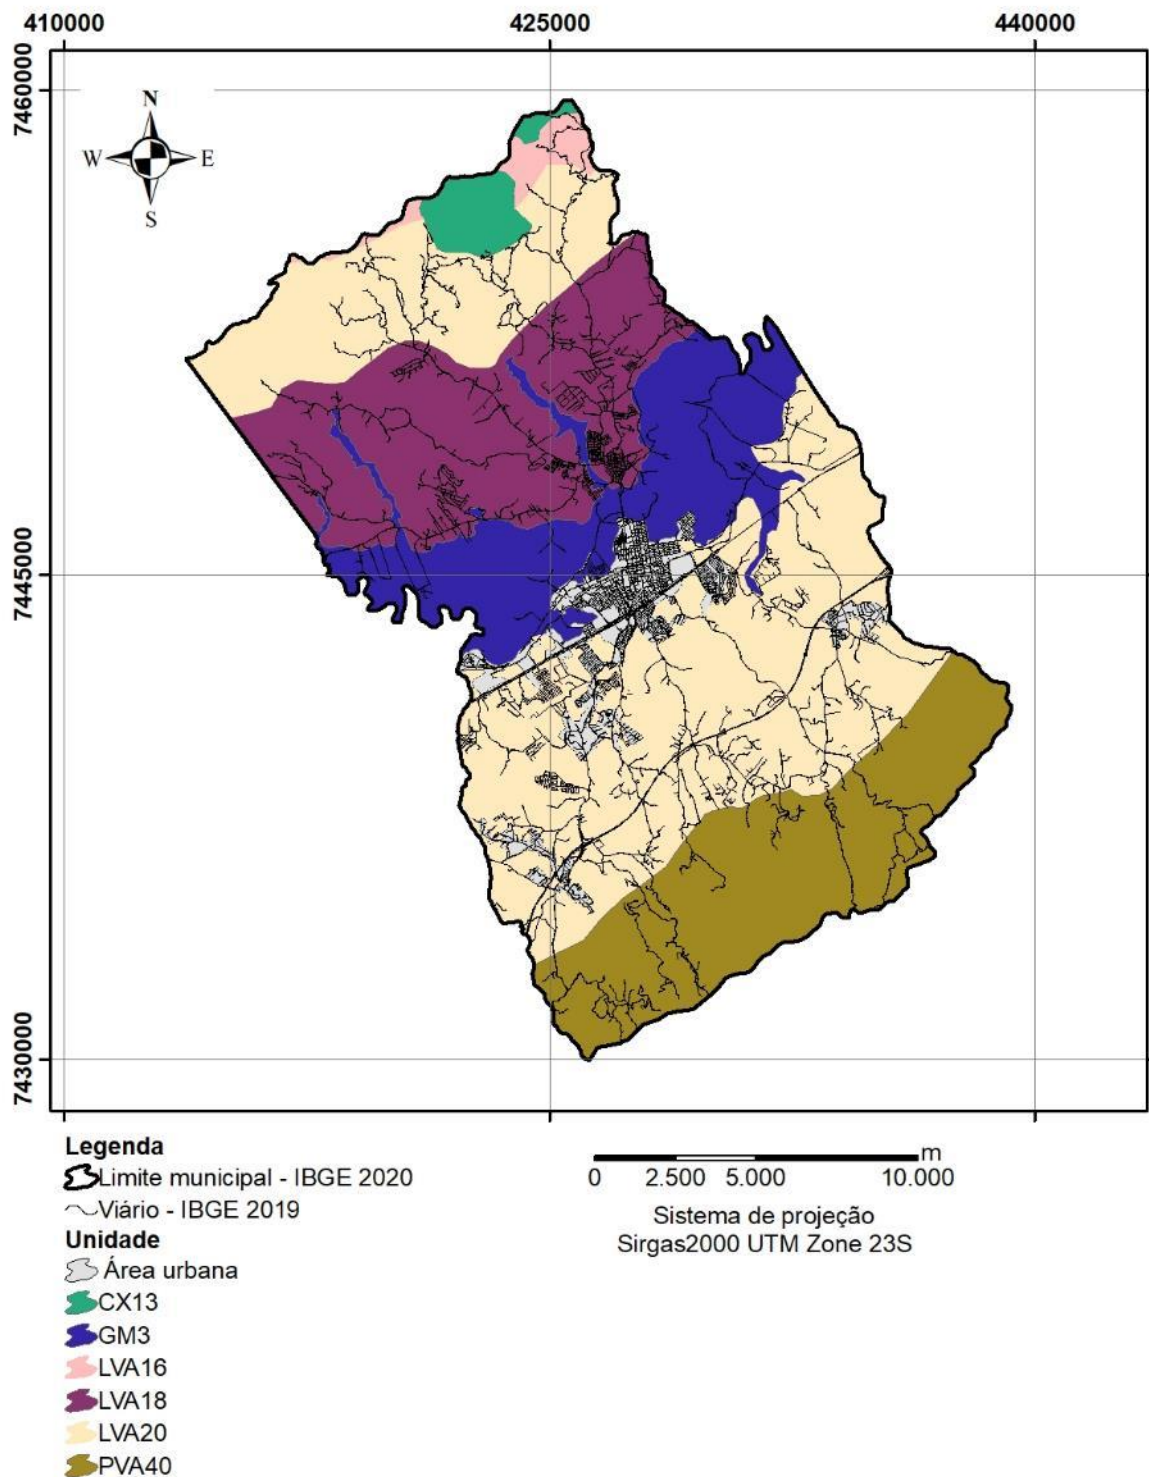 410000 425000 440000
7460000
N
W E
S
7445000
7430000
Legenda
Limite municipal - IBGE 2020
Viário - IBGE 2019
Unidade
Área urbana
CX13
GM3
LVA16
LVA18
LVA20
PVA40
m
0 2.500 5.000 10.000
Sistema de projeção
Sirgas2000 UTM Zone 23S